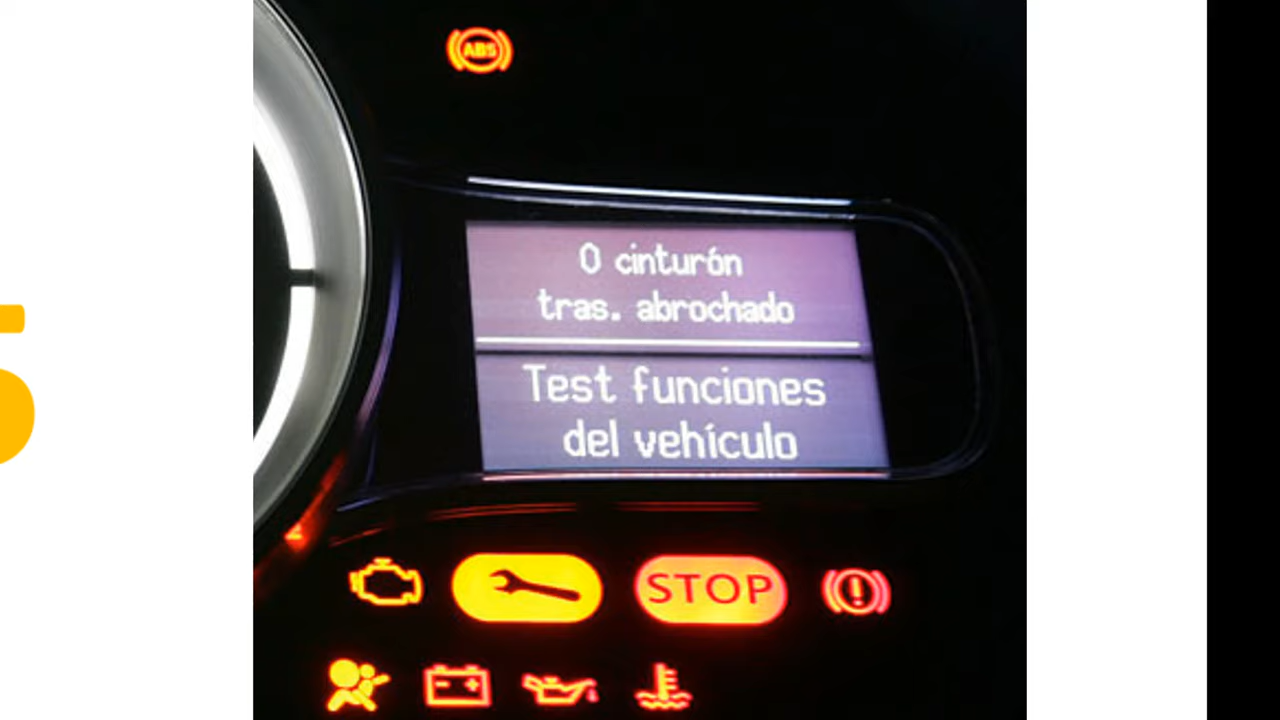 ABS
0 cinturón
tras. abrochado
Test funciones
del vehículo
STOP